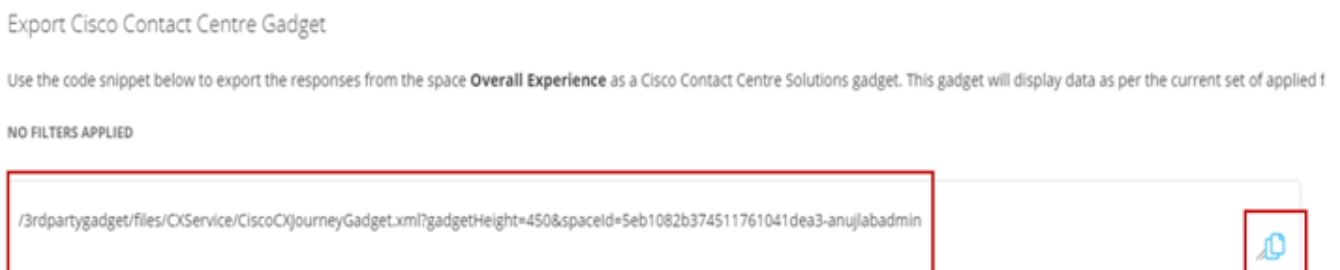 Export Cisco Contact Centre Gadget
Use the code snippet below to export the responses from the space Overall Experience as a Cisco Contact Centre Solutions gadget. This gadget will display data as per the current set of applied
NO FILTERS APPLIED
/3rdpartygadget/files/CXService/CiscoCXJourneyGadget.xml?gadgetHeight=450&spaceId=5eb1082b374511761041dea3-anujlabadmin